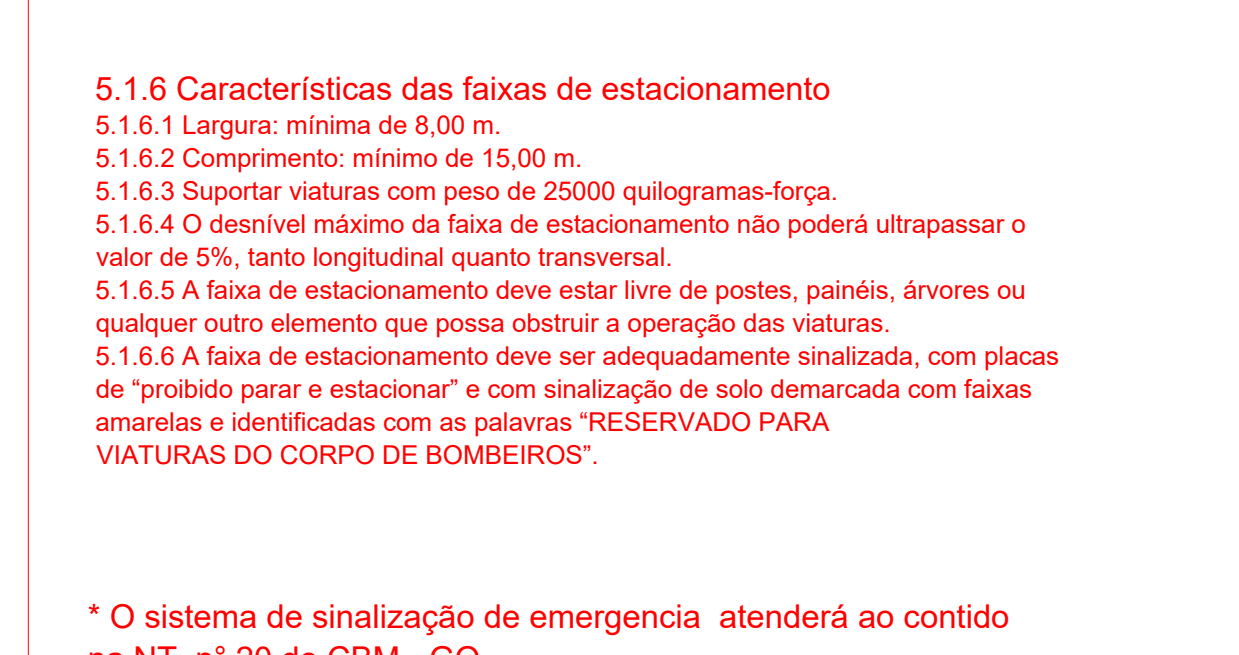 5.1.6 Características das faixas de estacionamento
5.1.6.1 Largura: mínima de 8,00 m.
5.1.6.2 Comprimento: mínimo de 15,00 m.
5.1.6.3 Suportar viaturas com peso de 25000 quilogramas-força.
5.1.6.4 O desnível máximo da faixa de estacionamento não poderá ultrapassar o
valor de 5%, tanto longitudinal quanto transversal.
5.1.6.5 A faixa de estacionamento deve estar livre de postes, painéis, árvores ou
qualquer outro elemento que possa obstruir a operação das viaturas.
5.1.6.6 A faixa de estacionamento deve ser adequadamente sinalizada, com placas
de “proibido parar e estacionar” e com sinalização de solo demarcada com faixas
amarelas e identificadas com as palavras “RESERVADO PARA
VIATURAS DO CORPO DE BOMBEIROS”.
* O sistema de sinalização de emergencia  atenderá ao contido
na NT n° 20 do CBM - GO